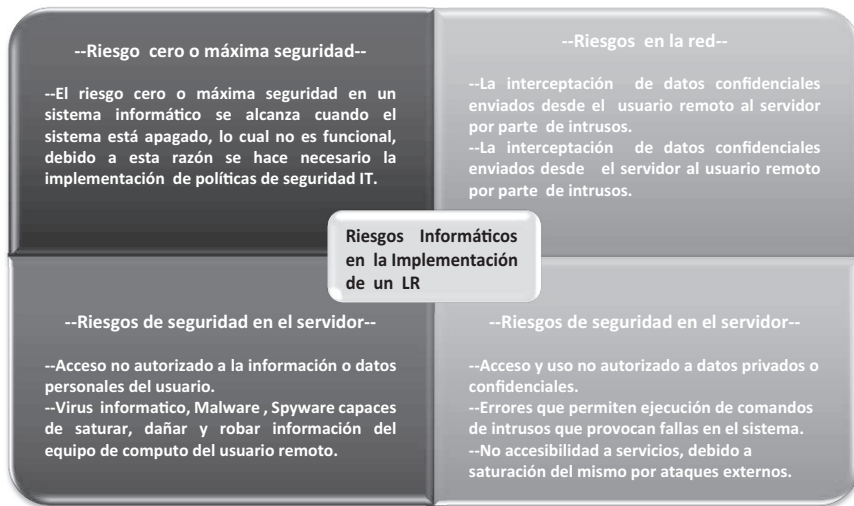 --Riesgo cero o máxima seguridad--
--El riesgo cero o máxima seguridad en un
sistema informático se alcanza cuando el
sistema está apagado, lo cual no es funcional,
debido a esta razón se hace necesario la
implementación de políticas de seguridad IT.
--Riesgos en la red--
--La interceptación de datos confidenciales
enviados desde el usuario remoto al servidor
por parte de intrusos.
--La interceptación de datos confidenciales
enviados desde el servidor al usuario remoto
por parte de intrusos.
Riesgos Informáticos
en la Implementación
de un LR
--Riesgos de seguridad en el servidor--
--Acceso no autorizado a la información o datos
personales del usuario.
--Virus informatico, Malware , Spyware capaces
de saturar, dañar y robar información del
equipo de computo del usuario remoto.
--Riesgos de seguridad en el servidor--
--Acceso y uso no autorizado a datos privados o
confidenciales.
--Errores que permiten ejecución de comandos
de intrusos que provocan fallas en el sistema.
--No accesibilidad a servicios, debido a
saturación del mismo por ataques externos.